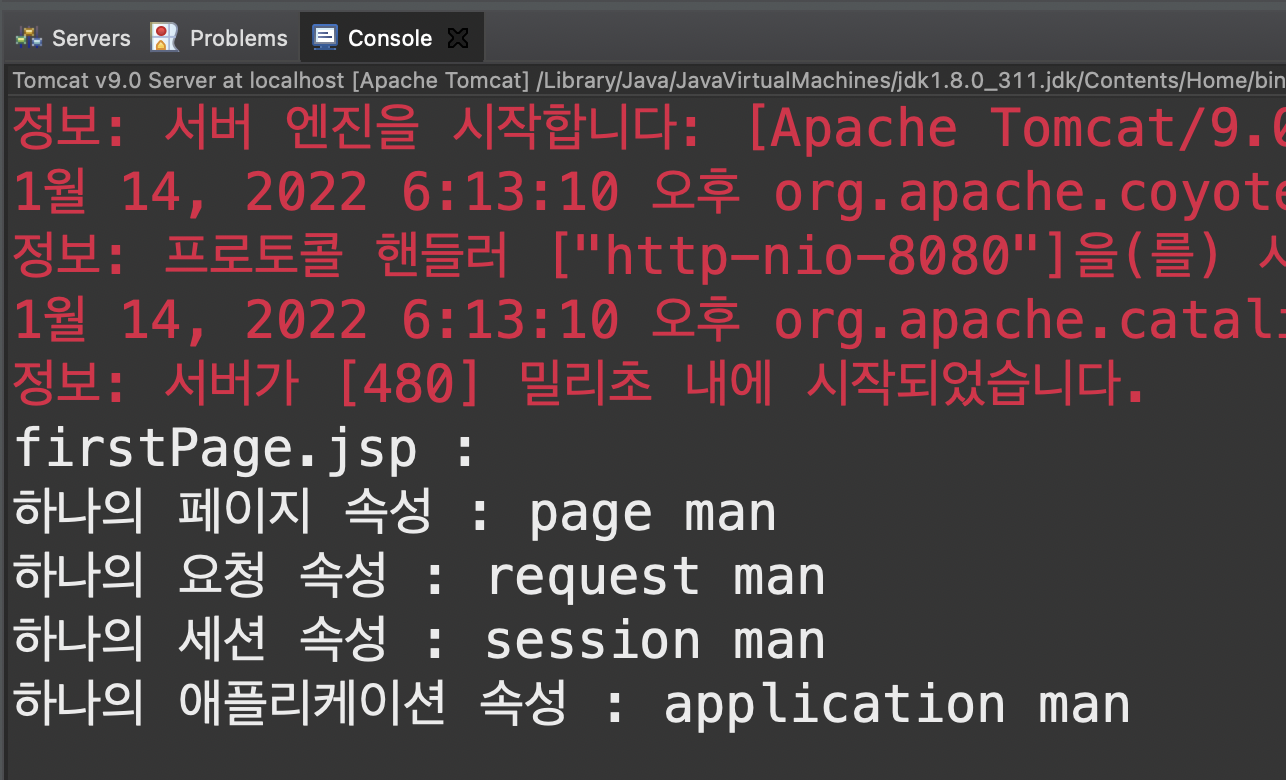 Servers Problems Console
Tomcat v9.0 Server at localhost [Apache Tomcat] /Library/Java/JavaVirtualMachines/jdk1.8.0_311.jdk/Contents/Home/bin
정보: 서버 엔진을 시작합니다: [Apache Tomcat/9.0
1월 14, 2022 6:13:10 오후 org.apache.coyote
정보: 프로토콜 핸들러 ["http-nio-8080"]을(를) 시
1월 14, 2022 6:13:10 오후 org.apache.catali
정보: 서버가 [480] 밀리초 내에 시작되었습니다.
firstPage.jsp :
하나의 페이지 속성 : page man
하나의 요청 속성 : request man
하나의 세션 속성 : session man
하나의 애플리케이션 속성 : application man